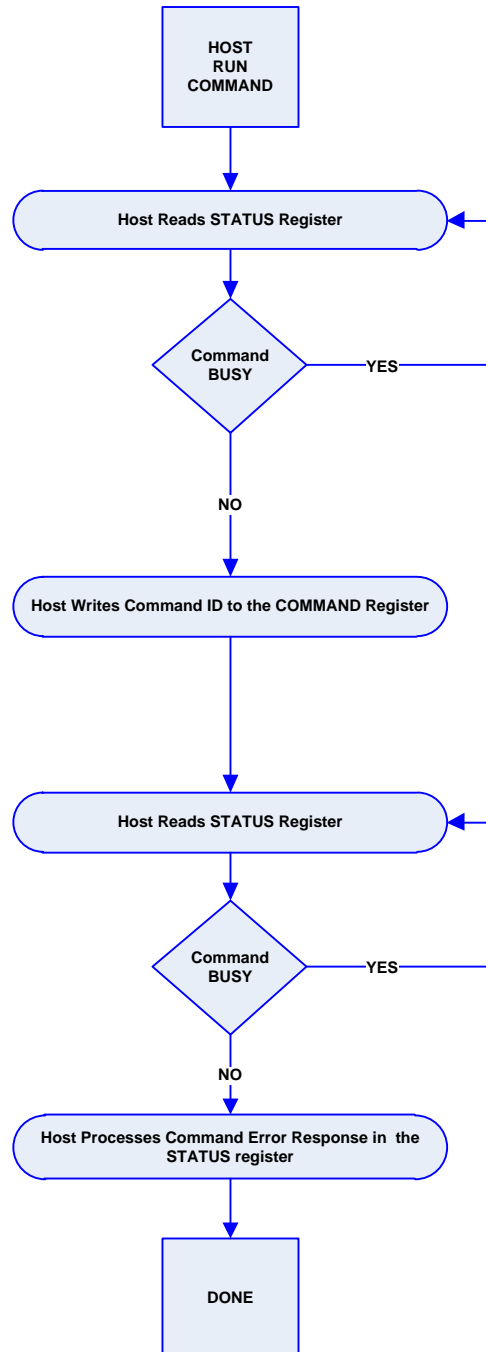 HOST
RUN
COMMAND
Host Reads STATUS Register
Command
BUSY
YES
NO
Host Writes Command ID to the COMMAND Register
Host Reads STATUS Register
Command
BUSY
YES
NO
Host Processes Command Error Response in the
STATUS register
DONE